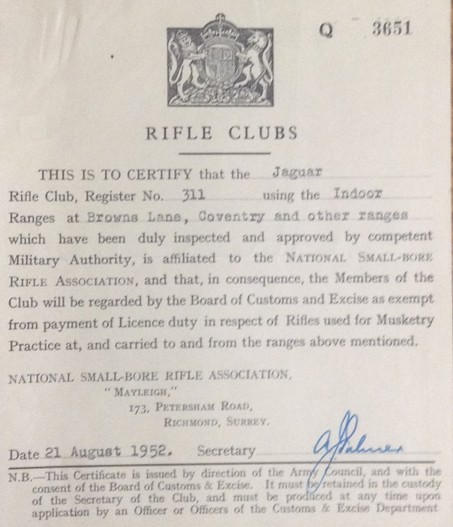 Q 3651
RIFLE CLUBS
THIS IS TO CERTIFY that the Jaguar
Rifle Club, Register No. 311 using the Indoor
Ranges at Browns Lane, Coventry and other ranges
which have been duly inspected and approved by competent
Military Authority, is affiliated to the NATIONAL SMALL-BORE
RIFLE ASSOCIATION, and that, in consequence, the Members of the
Club will be regarded by the Board of Customs and Excise as exempt
from payment of Licence duty in respect of Rifles used for Musketry
Practice at, and carried to and from the ranges above mentioned.
NATIONAL SMALL-BORE RIFLE ASSOCIATION,
"MAYLEIGH,"
173, PETERSHAM ROAD,
RICHMOND, SURREY.
Date 21 August 1952. Secretary
N.B.—This Certificate is issued by direction of the Army Council, and with the
consent of the Board of Customs & Excise. It must be retained in the custody
of the Secretary of the Club, and must be produced at any time upon
application by an Officer or Officers of the Customs & Excise Department